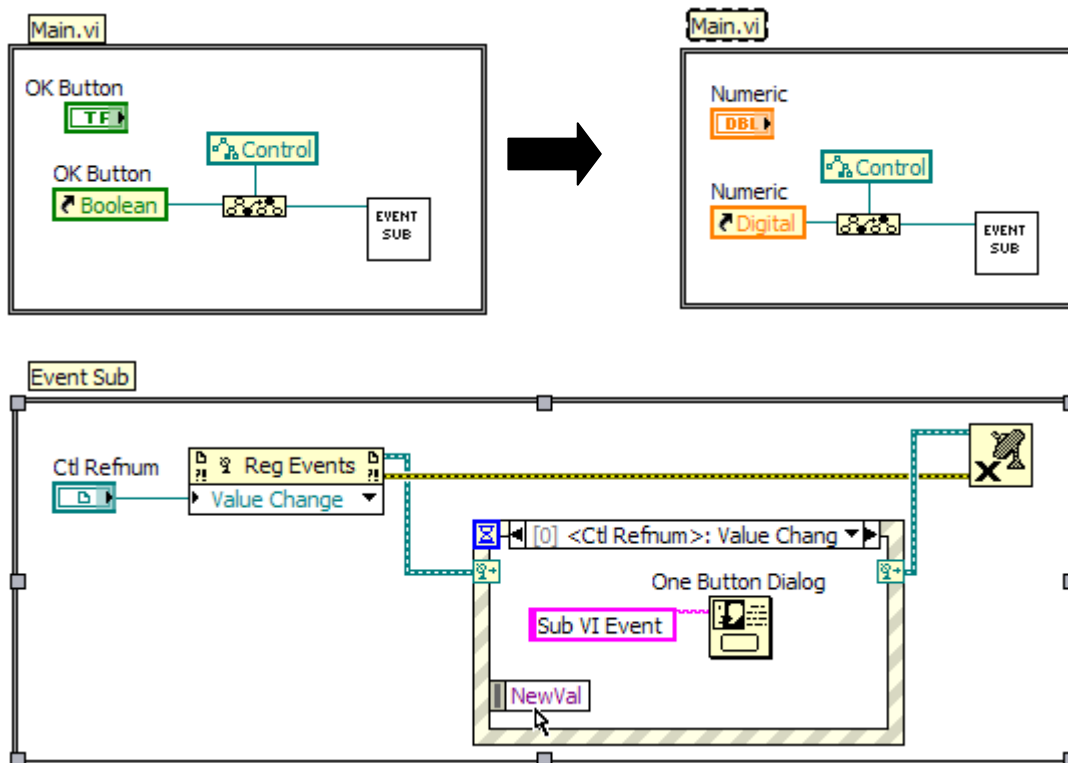 Main.vi
OK Button
TF
Control
OK Button
Boolean
EVENT
SUB
Main.vi
Numeric
DBL
Control
Numeric
Digital
EVENT
SUB
Event Sub
Ctl Refnum
?!
Reg Events
?!
Value Change
[0] <Ctl Refnum>: Value Chang
One Button Dialog
Sub VI Event
NewVal
X